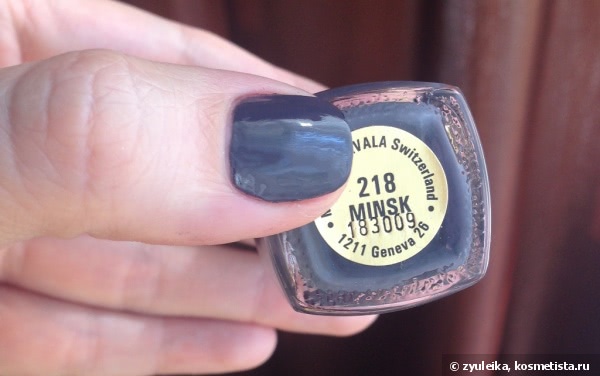 VALA Switzerland •
218
MINSK
183009
1211 Geneva 26
© zyuleika, kosmetista.ru